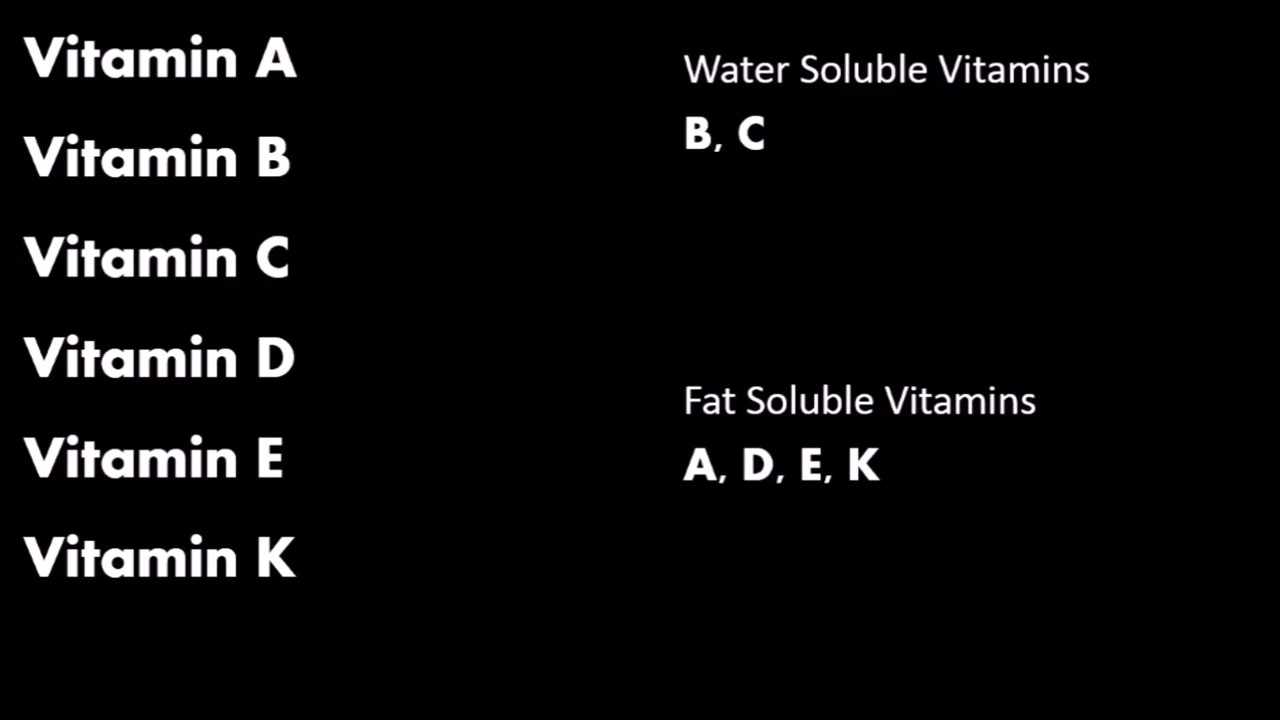 Vitamin A
Vitamin B
Vitamin C
Vitamin D
Vitamin E
Vitamin K
Water Soluble Vitamins
B, C
Fat Soluble Vitamins
A, D, E, K